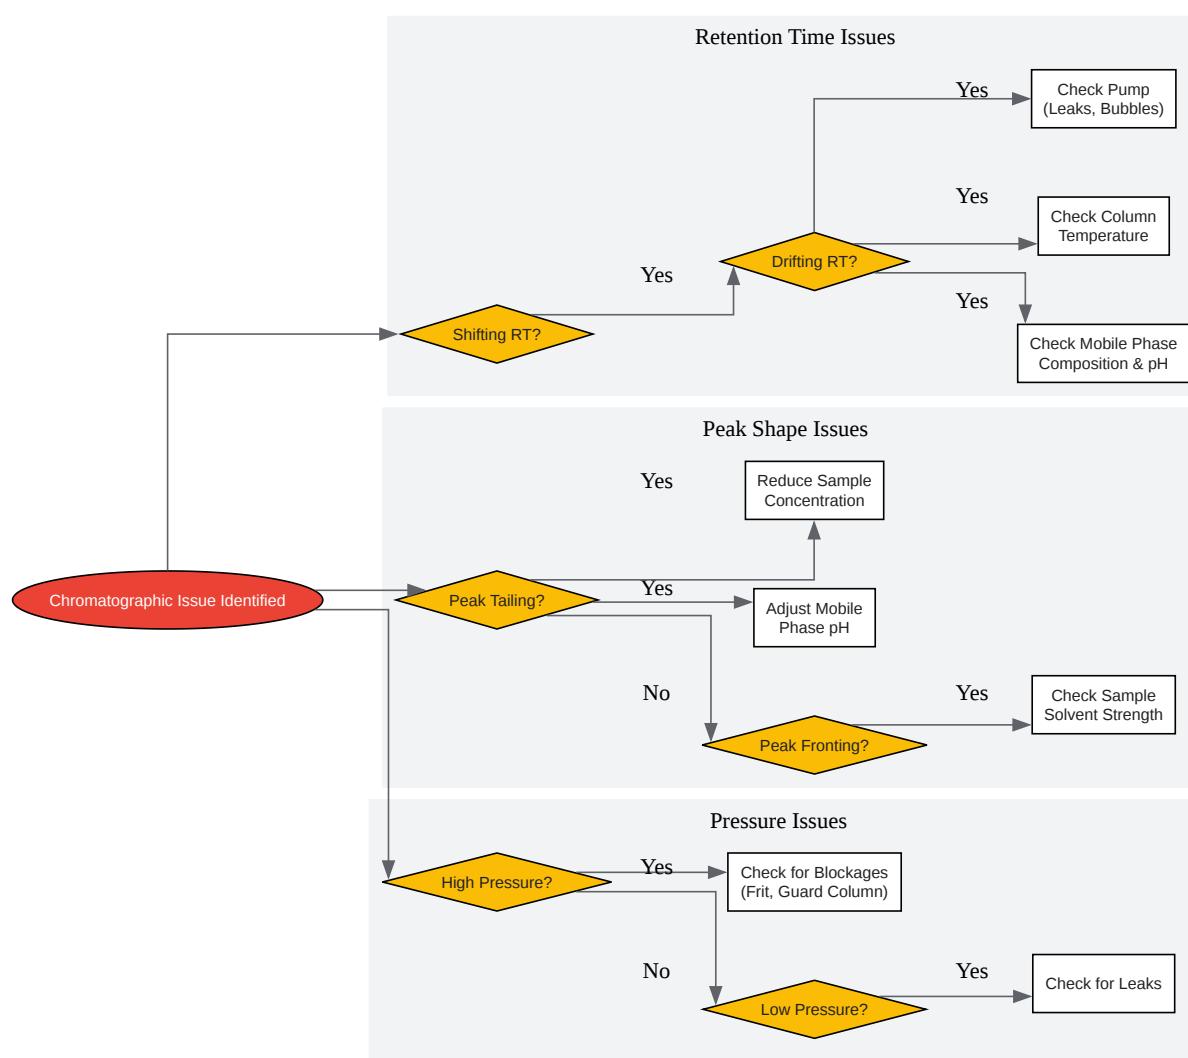 Retention Time Issues
Yes
Check Pump
(Leaks, Bubbles)
Yes
Check Column
Temperature
Drifting RT?
Yes
Yes
Shifting RT?
Check Mobile Phase
Composition & pH
Peak Shape Issues
Yes
Reduce Sample
Concentration
Chromatographic Issue Identified
Peak Tailing?
Yes
Adjust Mobile
Phase pH
No
Yes
Check Sample
Solvent Strength
Peak Fronting?
Pressure Issues
High Pressure?
Yes
Check for Blockages
(Frit, Guard Column)
No
Yes
Check for Leaks
Low Pressure?